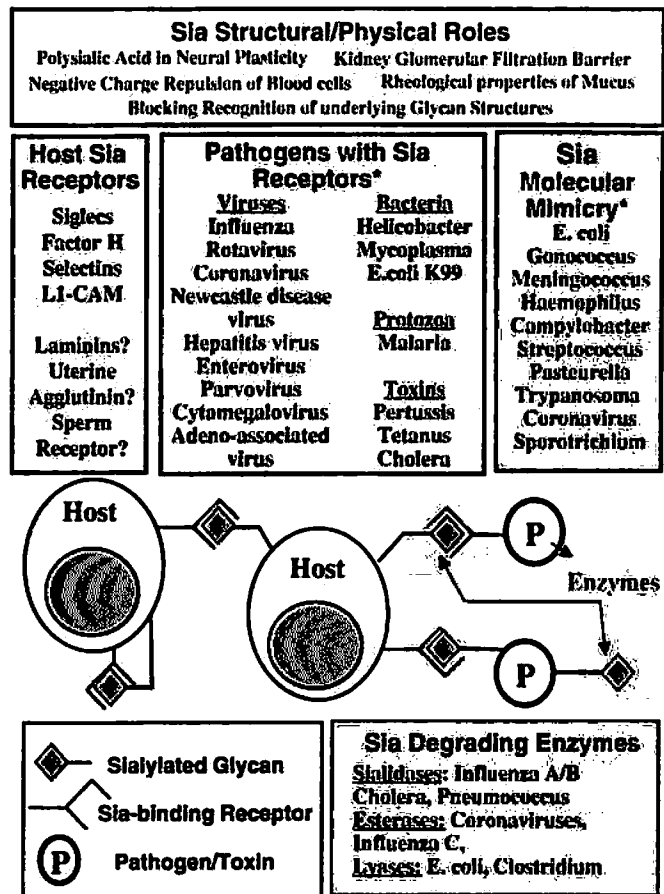 Sia Structural/Physical Roles
Polysialic Acid in Neural Plasticity Kidney Glomerular Filtration Barrier
Negative Charge Repulsion of Blood cells Rheological properties of Mucus
Blocking Recognition of underlying Glycan Structures
Host Sia
Receptors
Siglecs
Factor H
Selectins
L1-CAM
Laminins?
Uterine
Agglutinin?
Sperm
Receptor?
Pathogens with Sia
Receptors*
Viruses
Influenza
Rotavirus
Coronavirus
Newcastle disease
virus
Hepatitis virus
Enterovirus
Parvovirus
Cytomegalovirus
Adeno-associated
virus
Bacteria
Helicobacter
Mycoplasma
E.coli K99
Protozoa
Malaria
Toxins
Pertussis
Tetanus
Cholera
Sia
Molecular
Mimicry*
E. coli
Gonococcus
Meningococcus
Haemophilus
Campylobacter
Streptococcus
Pasteurella
Trypanosoma
Coronavirus
Sporotrichium
Host
Host
P
Enzymes
P
Sialylated Glycan
Sia-binding Receptor
P Pathogen/Toxin
Sia Degrading Enzymes
Sialidases: Influenza A/B
Cholera, Pneumococcus
Esterases: Coronaviruses,
Influenza C,
Lyases: E. coli, Clostridium